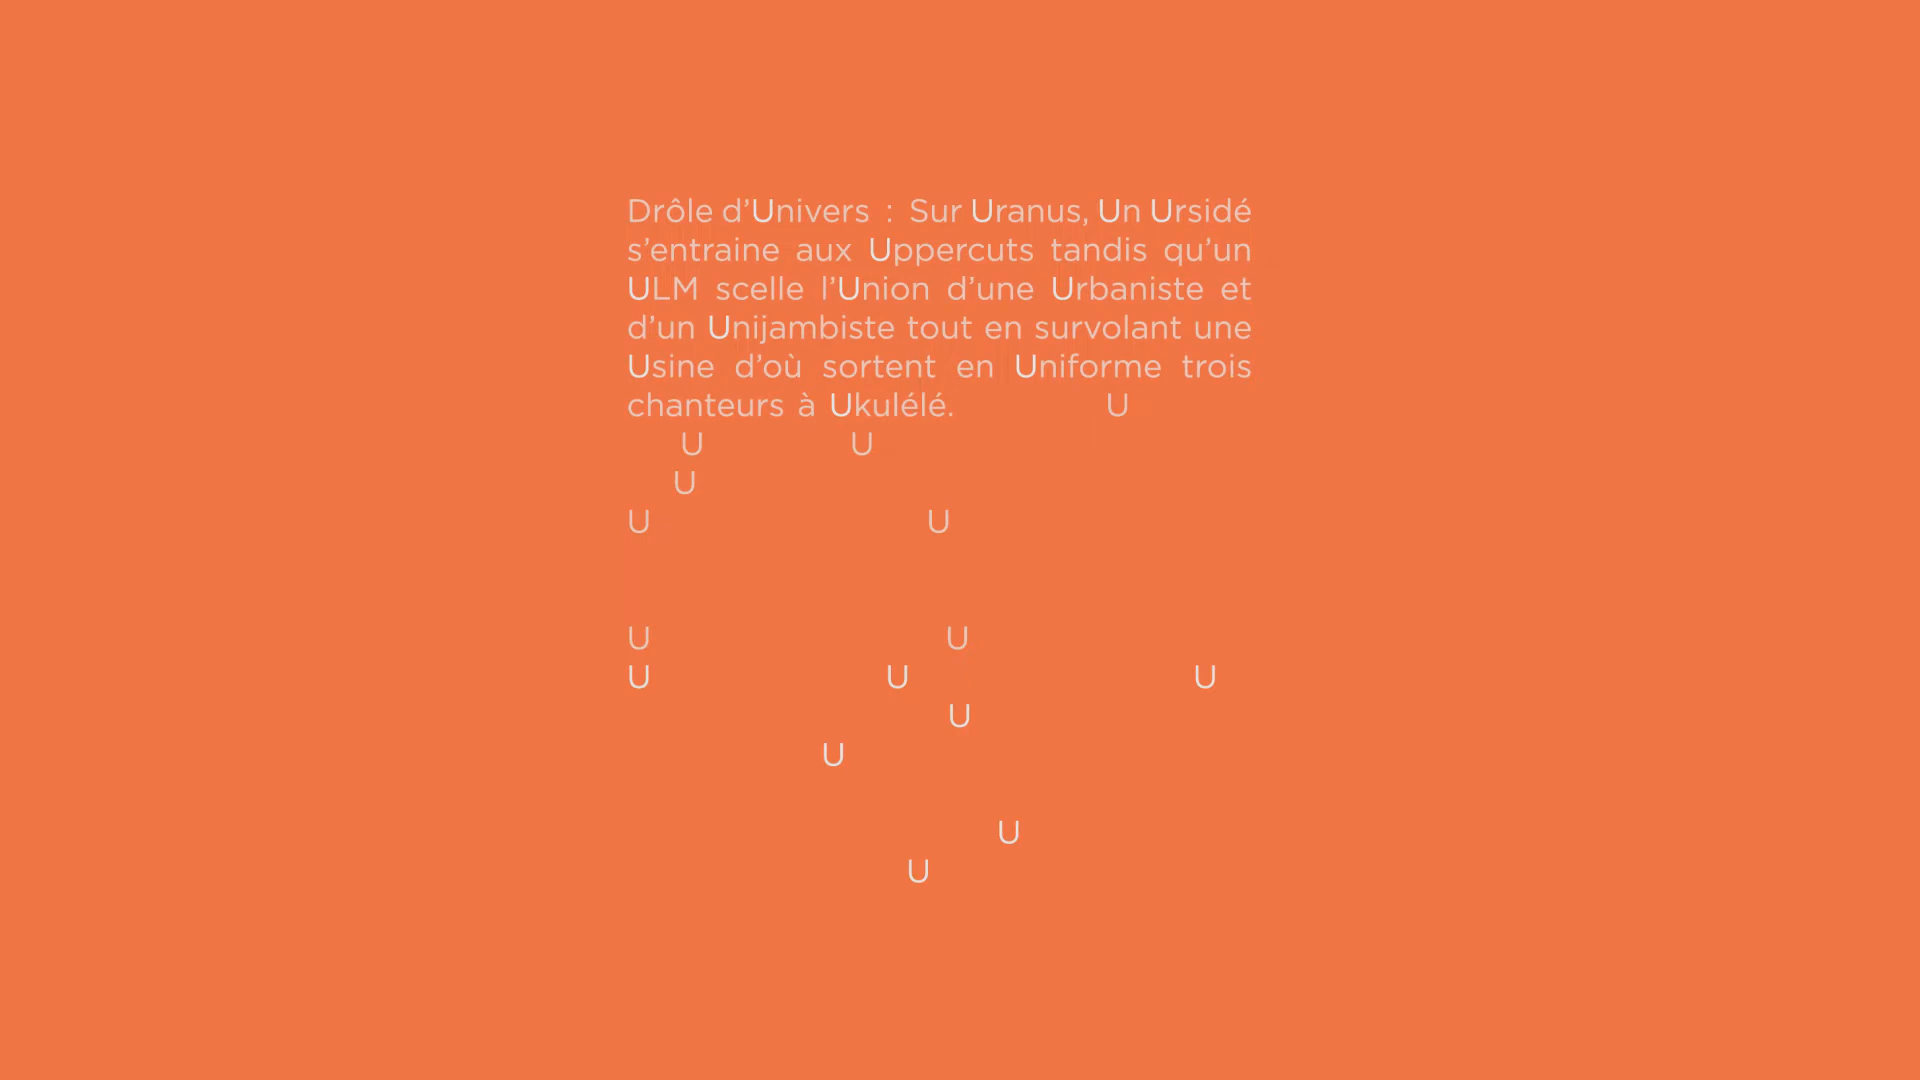 Drôle d’Univers : Sur Uranus, Un Ursidé
s’entraine aux Uppercuts tandis qu’un
ULM scelle l’Union d’une Urbaniste et
d’un Unijambiste tout en survolant une
Usine d’où sortent en Uniforme trois
chanteurs à Ukulélé. U
U U
U
U U
U U
U U U
U
U
U
U